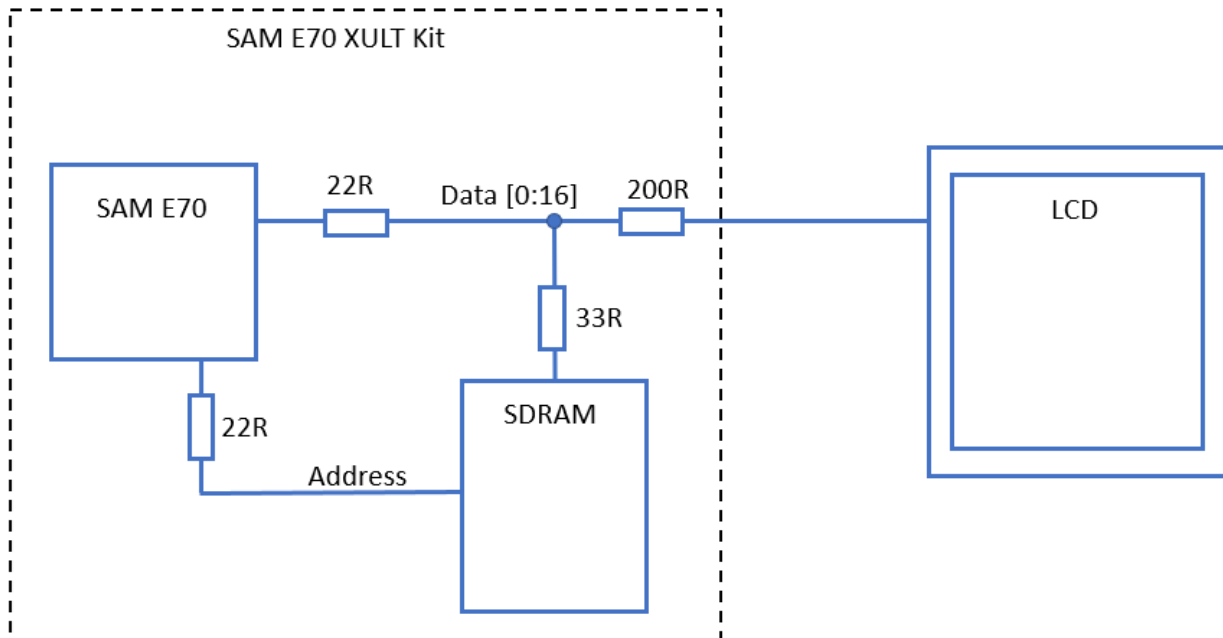 SAM E70 XULT Kit
SAM E70
22R
Data [0:16]
200R
LCD
33R
22R
SDRAM
Address